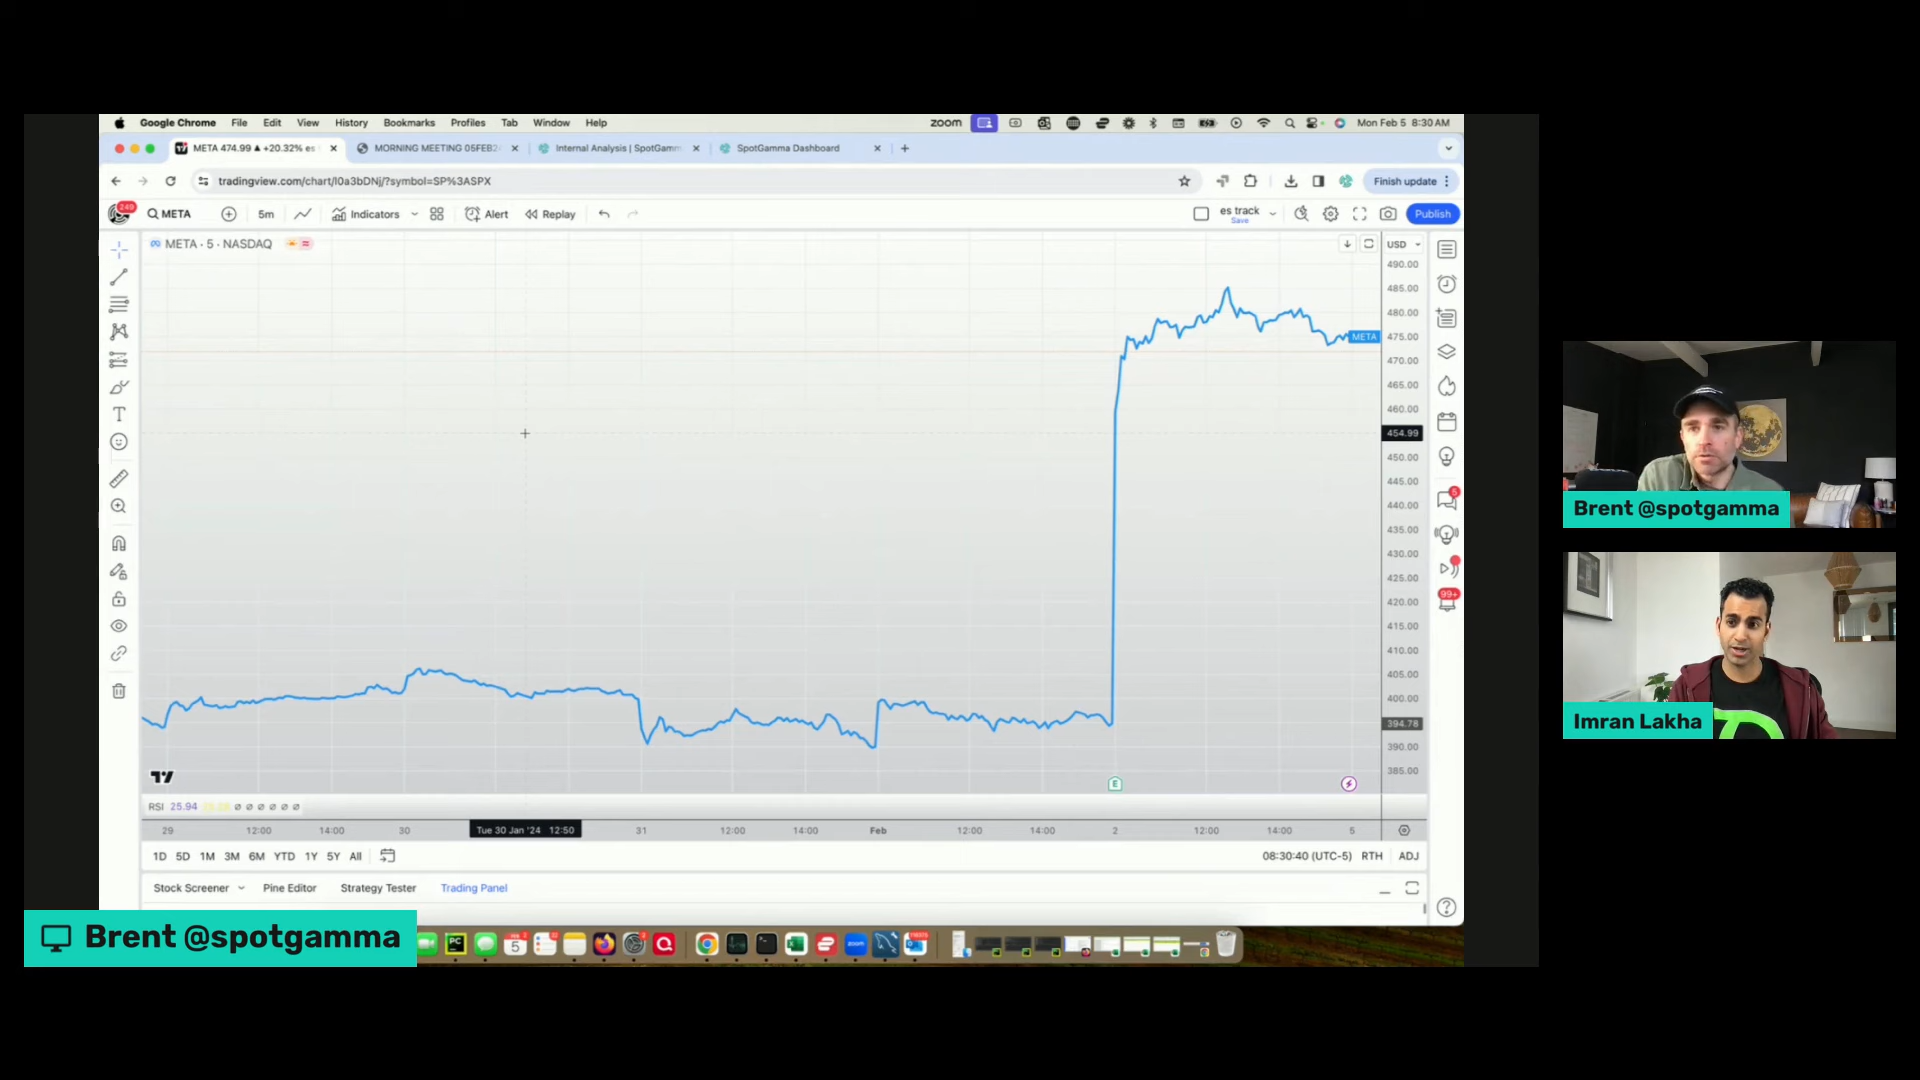 Google Chrome File Edit View History Bookmarks Profiles Tab Window Help
zoom Mon Feb 5 8:30 AM
META 474.99 ▲ +20.32% es
MORNING MEETING 05FEB2
Internal Analysis | SpotGamm
SpotGamma Dashboard
tradingview.com/chart/l0a3bDNj/?symbol=SP%3ASPX
Finish update
249
META 5m Indicators Alert Replay
es track
Save
Publish
META · 5 · NASDAQ
USD
490.00
485.00
480.00
META 475.00
470.00
465.00
460.00
454.99
450.00
445.00
440.00
435.00
430.00
425.00
420.00
415.00
410.00
405.00
400.00
394.78
390.00
385.00
5
99+
E
RSI 25.94
29 12:00 14:00 30 Tue 30 Jan '24 12:50 31 12:00 14:00 Feb 12:00 14:00 2 12:00 14:00 5
1D 5D 1M 3M 6M YTD 1Y 5Y All
08:30:40 (UTC-5) RTH ADJ
Stock Screener Pine Editor Strategy Tester Trading Panel
Brent @spotgamma
PC
5
zoom
Brent @spotgamma
Imran Lakha